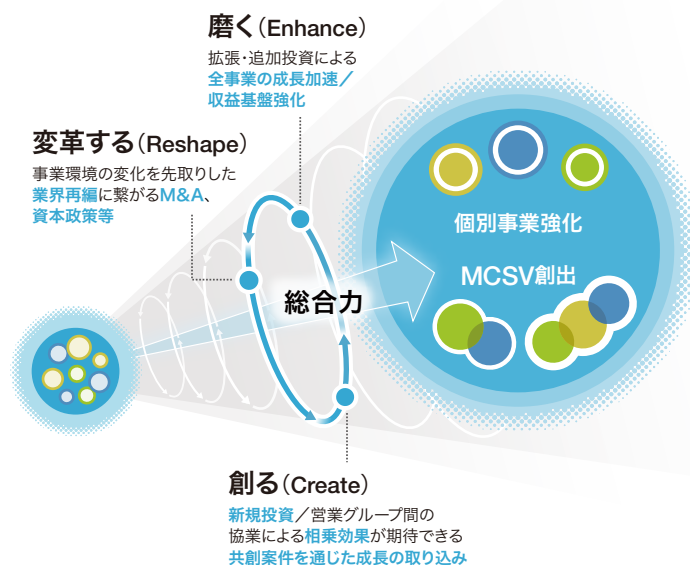 磨く(Enhance)
拡張・追加投資による
全事業の成長加速／
収益基盤強化
変革する(Reshape)
事業環境の変化を先取りした
業界再編に繋がるM&A、
資本政策等
個別事業強化
MCSV創出
総合力
創る(Create)
新規投資／営業グループ間の
協業による相乗効果が期待できる
共創案件を通じた成長の取り込み